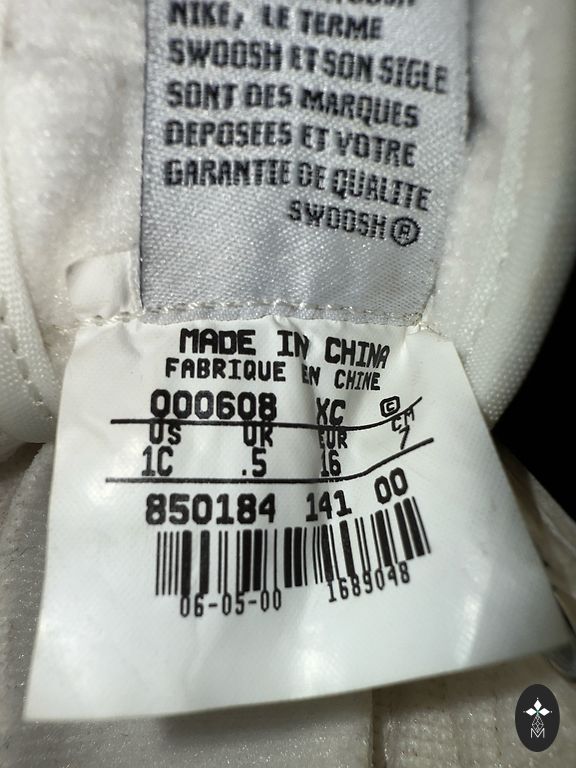 NIKE, LE TERME
SWOOSH ET SON SIGLE
SONT DES MARQUES
DEPOSEES ET VOTRE
GARANTIE DE QUALITE
SWOOSH®
MADE IN CHINA
FABRIQUE EN CHINE
000608 XC ©
US UK EUR CM
1C .5 16 7
850184 141 00
06-05-00 1689048
M